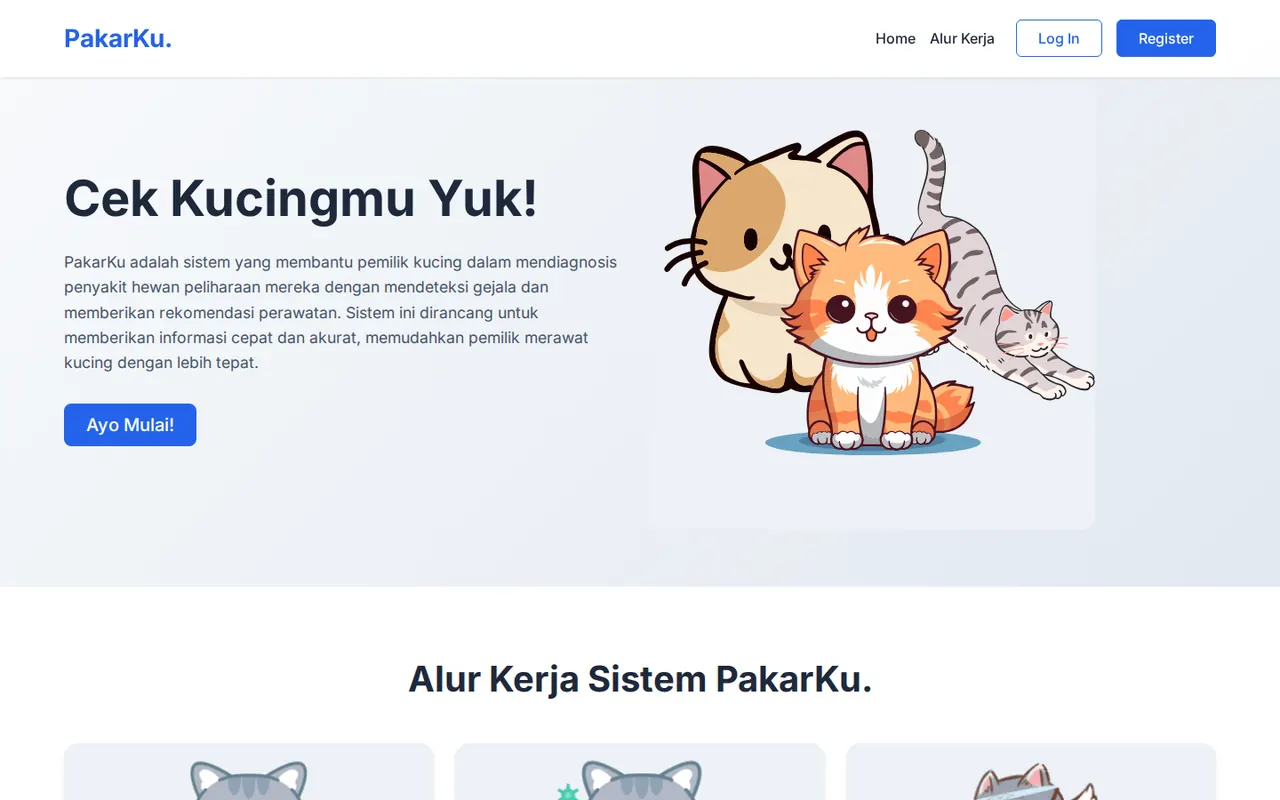 PakarKu.
Home
Alur Kerja
Log In
Register
Cek Kucingmu Yuk!
PakarKu adalah sistem yang membantu pemilik kucing dalam mendiagnosis
penyakit hewan peliharaan mereka dengan mendeteksi gejala dan
memberikan rekomendasi perawatan. Sistem ini dirancang untuk
memberikan informasi cepat dan akurat, memudahkan pemilik merawat
kucing dengan lebih tepat.
Ayo Mulai!
Alur Kerja Sistem PakarKu.